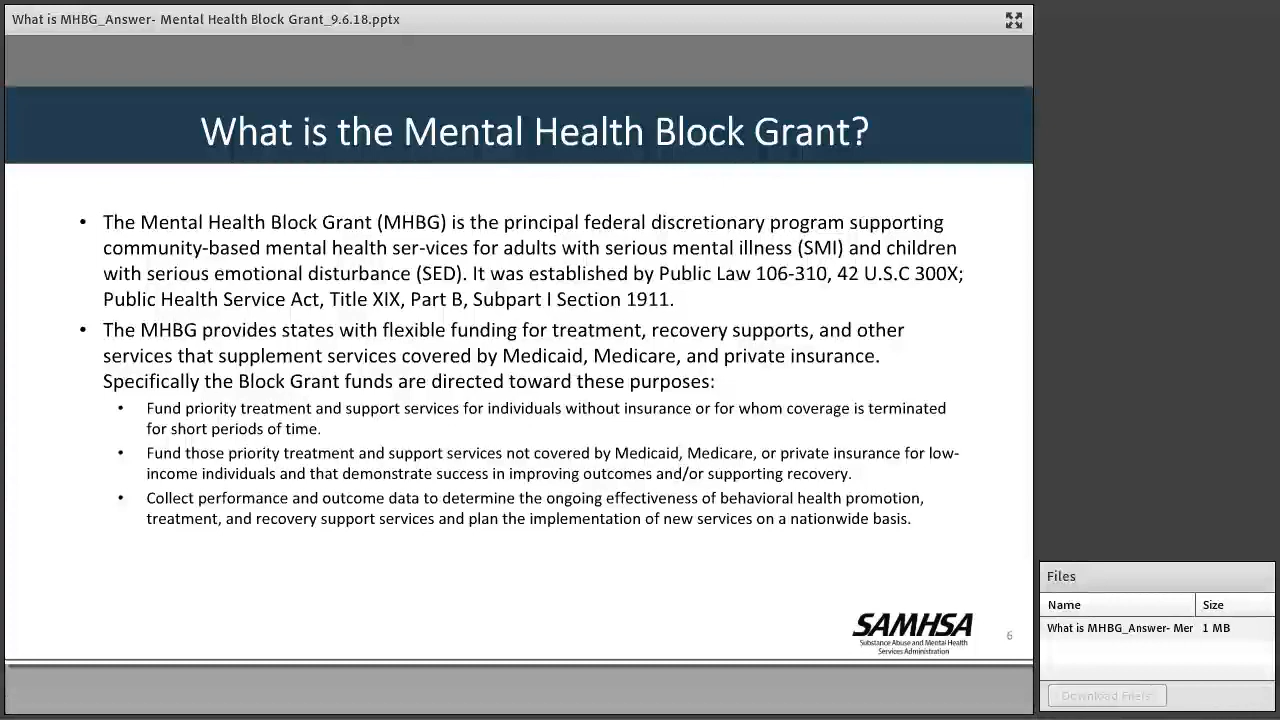 What is MHBG_Answer- Mental Health Block Grant_9.6.18.pptx
What is the Mental Health Block Grant?
• The Mental Health Block Grant (MHBG) is the principal federal discretionary program supporting
community-based mental health ser-vices for adults with serious mental illness (SMI) and children
with serious emotional disturbance (SED). It was established by Public Law 106-310, 42 U.S.C 300X;
Public Health Service Act, Title XIX, Part B, Subpart I Section 1911.
• The MHBG provides states with flexible funding for treatment, recovery supports, and other
services that supplement services covered by Medicaid, Medicare, and private insurance.
Specifically the Block Grant funds are directed toward these purposes:
• Fund priority treatment and support services for individuals without insurance or for whom coverage is terminated
for short periods of time.
• Fund those priority treatment and support services not covered by Medicaid, Medicare, or private insurance for low-
income individuals and that demonstrate success in improving outcomes and/or supporting recovery.
• Collect performance and outcome data to determine the ongoing effectiveness of behavioral health promotion,
treatment, and recovery support services and plan the implementation of new services on a nationwide basis.
SAMHSA
Substance Abuse and Mental Health
Services Administration
6
Files
Name Size
What is MHBG_Answer- Mer 1 MB
Download File(s)